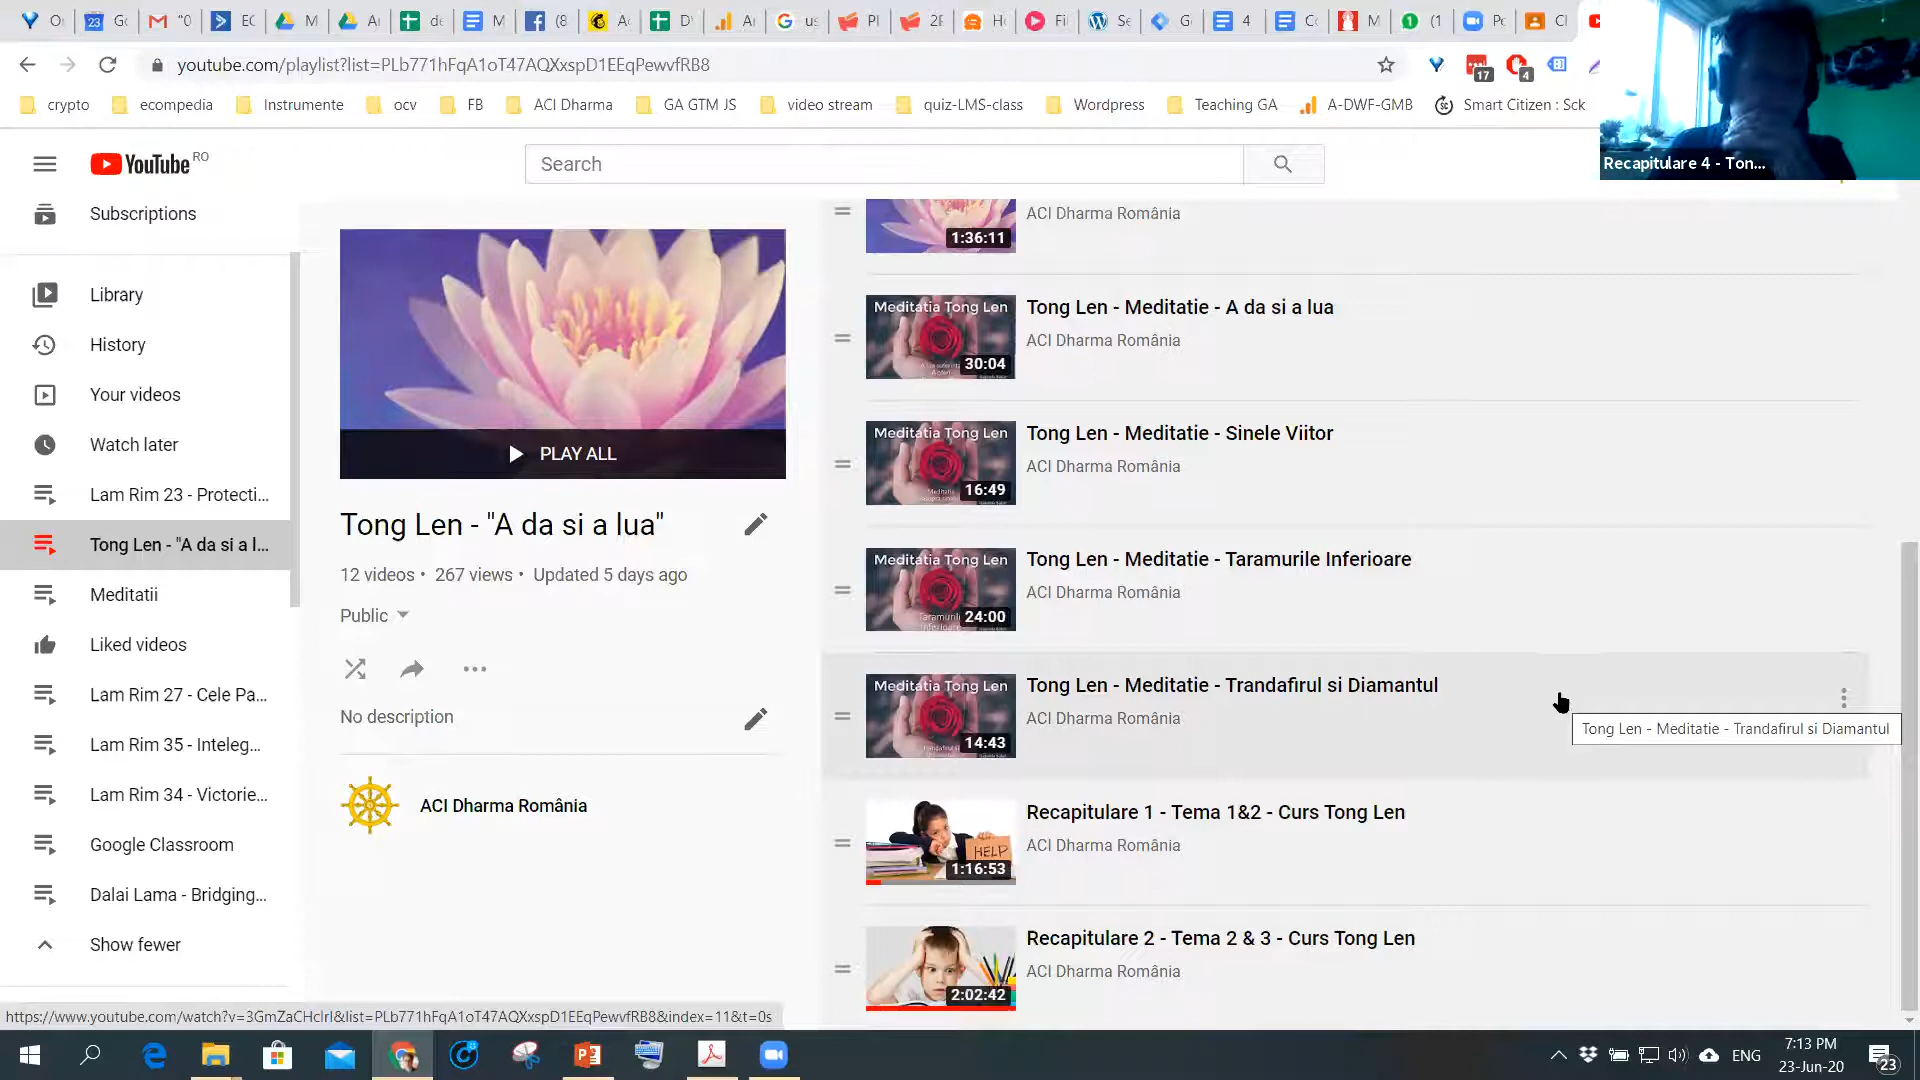 youtube.com/playlist?list=PLb771hFqA1oT47AQXxspD1EEqPewvfRB8
17
4
crypto
ecompedia
Instrumente
ocv
FB
ACI Dharma
GA GTM JS
video stream
quiz-LMS-class
Wordpress
Teaching GA
A-DWF-GMB
Smart Citizen : Sck
Recapitulare 4 - Ton...
YouTube RO
Search
Subscriptions
Library
History
Your videos
Watch later
Lam Rim 23 - Protecti...
Tong Len - "A da si a l...
Meditatii
Liked videos
Lam Rim 27 - Cele Pa...
Lam Rim 35 - Inteleg...
Lam Rim 34 - Victorie...
Google Classroom
Dalai Lama - Bridging...
Show fewer
PLAY ALL
Tong Len - "A da si a lua"
12 videos • 267 views • Updated 5 days ago
Public
No description
ACI Dharma România
1:36:11
ACI Dharma România
Meditatia Tong Len
30:04
Tong Len - Meditatie - A da si a lua
ACI Dharma România
Meditatia Tong Len
16:49
Tong Len - Meditatie - Sinele Viitor
ACI Dharma România
Meditatia Tong Len
Taramurile Inferioare
24:00
Tong Len - Meditatie - Taramurile Inferioare
ACI Dharma România
Meditatia Tong Len
14:43
Tong Len - Meditatie - Trandafirul si Diamantul
ACI Dharma România
Tong Len - Meditatie - Trandafirul si Diamantul
HELP
1:16:53
Recapitulare 1 - Tema 1&2 - Curs Tong Len
ACI Dharma România
2:02:42
Recapitulare 2 - Tema 2 & 3 - Curs Tong Len
ACI Dharma România
https://www.youtube.com/watch?v=3GmZaCHclrI&list=PLb771hFqA1oT47AQXxspD1EEqPewvfRB8&index=11&t=0s
ENG
7:13 PM
23-Jun-20
23